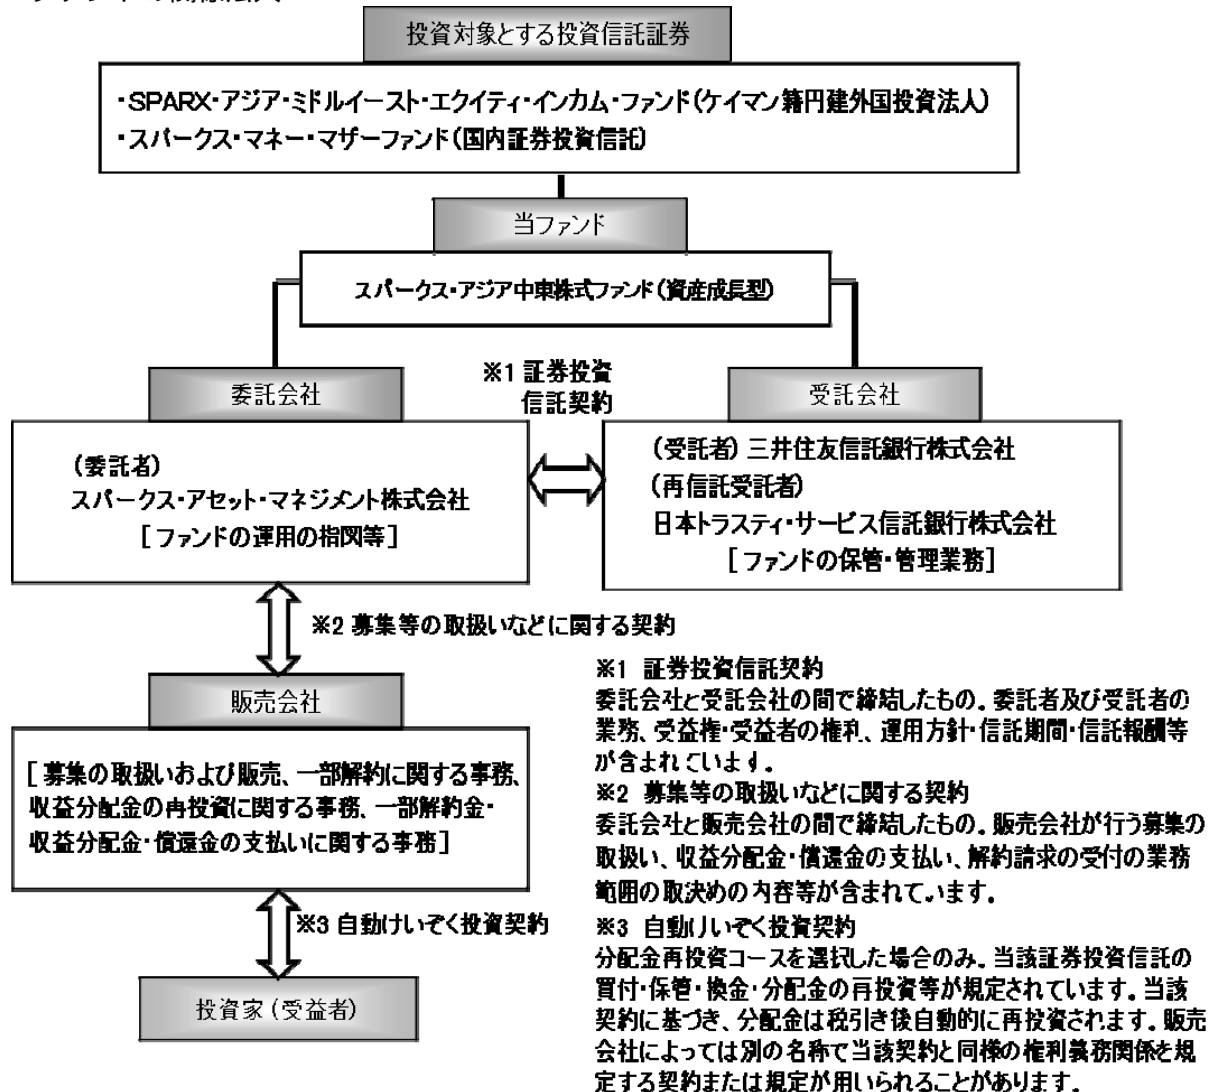 投資対象とする投資信託証券
・SPARX・アジア・ミドルイースト・エクイティ・インカム・ファンド(ケイマン籍円建外国投資法人)
・スパークス・マネー・マザーファンド(国内証券投資信託)
当ファンド
スパークス・アジア中東株式ファンド(資産成長型)
※1 証券投資
信託契約
委託会社
(委託者)
スパークス・アセット・マネジメント株式会社
[ファンドの運用の指図等]
受託会社
(受託者) 三井住友信託銀行株式会社
(再信託受託者)
日本トラスティ・サービス信託銀行株式会社
[ファンドの保管・管理業務]
※2 募集等の取扱いなどに関する契約
販売会社
[募集の取扱いおよび販売、一部解約に関する事務、
収益分配金の再投資に関する事務、一部解約金・
収益分配金・償還金の支払いに関する事務]
※3 自動けいぞく投資契約
投資家(受益者)
※1 証券投資信託契約
委託会社と受託会社の間で締結したもの。委託者及び受託者の
業務、受益権・受益者の権利、運用方針・信託期間・信託報酬等
が含まれています。
※2 募集等の取扱いなどに関する契約
委託会社と販売会社の間で締結したもの。販売会社が行う募集の
取扱い、収益分配金・償還金の支払い、解約請求の受付の業務
範囲の取決めの内容等が含まれています。
※3 自動けいぞく投資契約
分配金再投資コースを選択した場合のみ。当該証券投資信託の
買付・保管・換金・分配金の再投資等が規定されています。当該
契約に基づき、分配金は税引き後自動的に再投資されます。販売
会社によっては別の名称で当該契約と同様の権利義務関係を規
定する契約または規定が用いられることがあります。